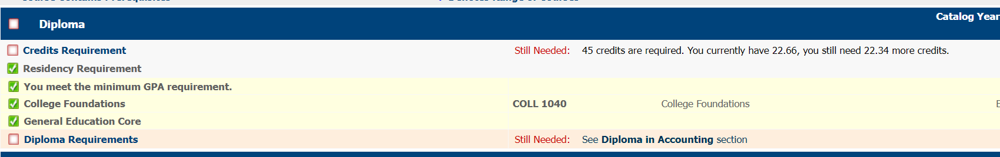 Diploma
Catalog Year
Credits Requirement Still Needed: 45 credits are required. You currently have 22.66, you still need 22.34 more credits.
Residency Requirement
You meet the minimum GPA requirement.
College Foundations COLL 1040 College Foundations
General Education Core
Diploma Requirements Still Needed: See Diploma in Accounting section